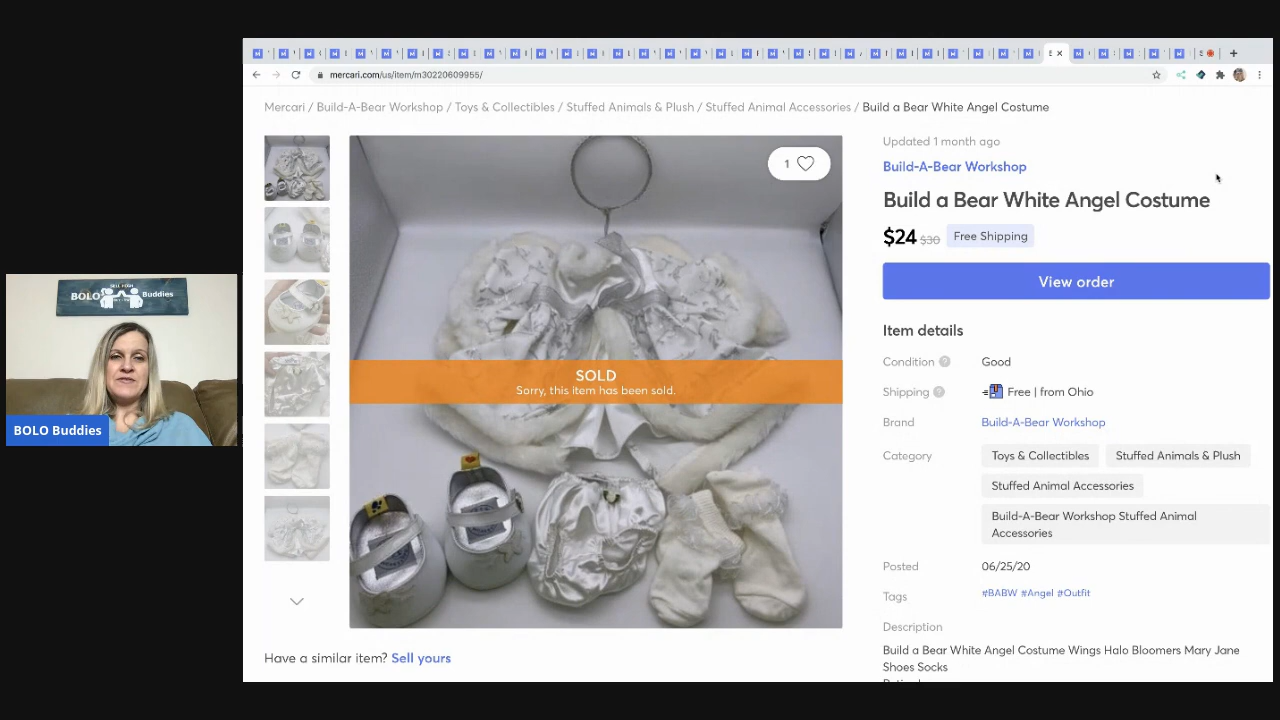 mercari.com/us/item/m30220609955/
Mercari / Build-A-Bear Workshop / Toys & Collectibles / Stuffed Animals & Plush / Stuffed Animal Accessories / Build a Bear White Angel Costume
1
Updated 1 month ago
Build-A-Bear Workshop
Build a Bear White Angel Costume
$24 $30 Free Shipping
View order
Item details
Condition ? Good
Shipping ? Free | from Ohio
Brand Build-A-Bear Workshop
Category Toys & Collectibles Stuffed Animals & Plush
Stuffed Animal Accessories
Build-A-Bear Workshop Stuffed Animal
Accessories
Posted 06/25/20
Tags #BABW #Angel #Outfit
Description
Build a Bear White Angel Costume Wings Halo Bloomers Mary Jane
Shoes Socks
SOLD
Sorry, this item has been sold.
Have a similar item? Sell yours
BOLO Buddies
BOLO Buddies